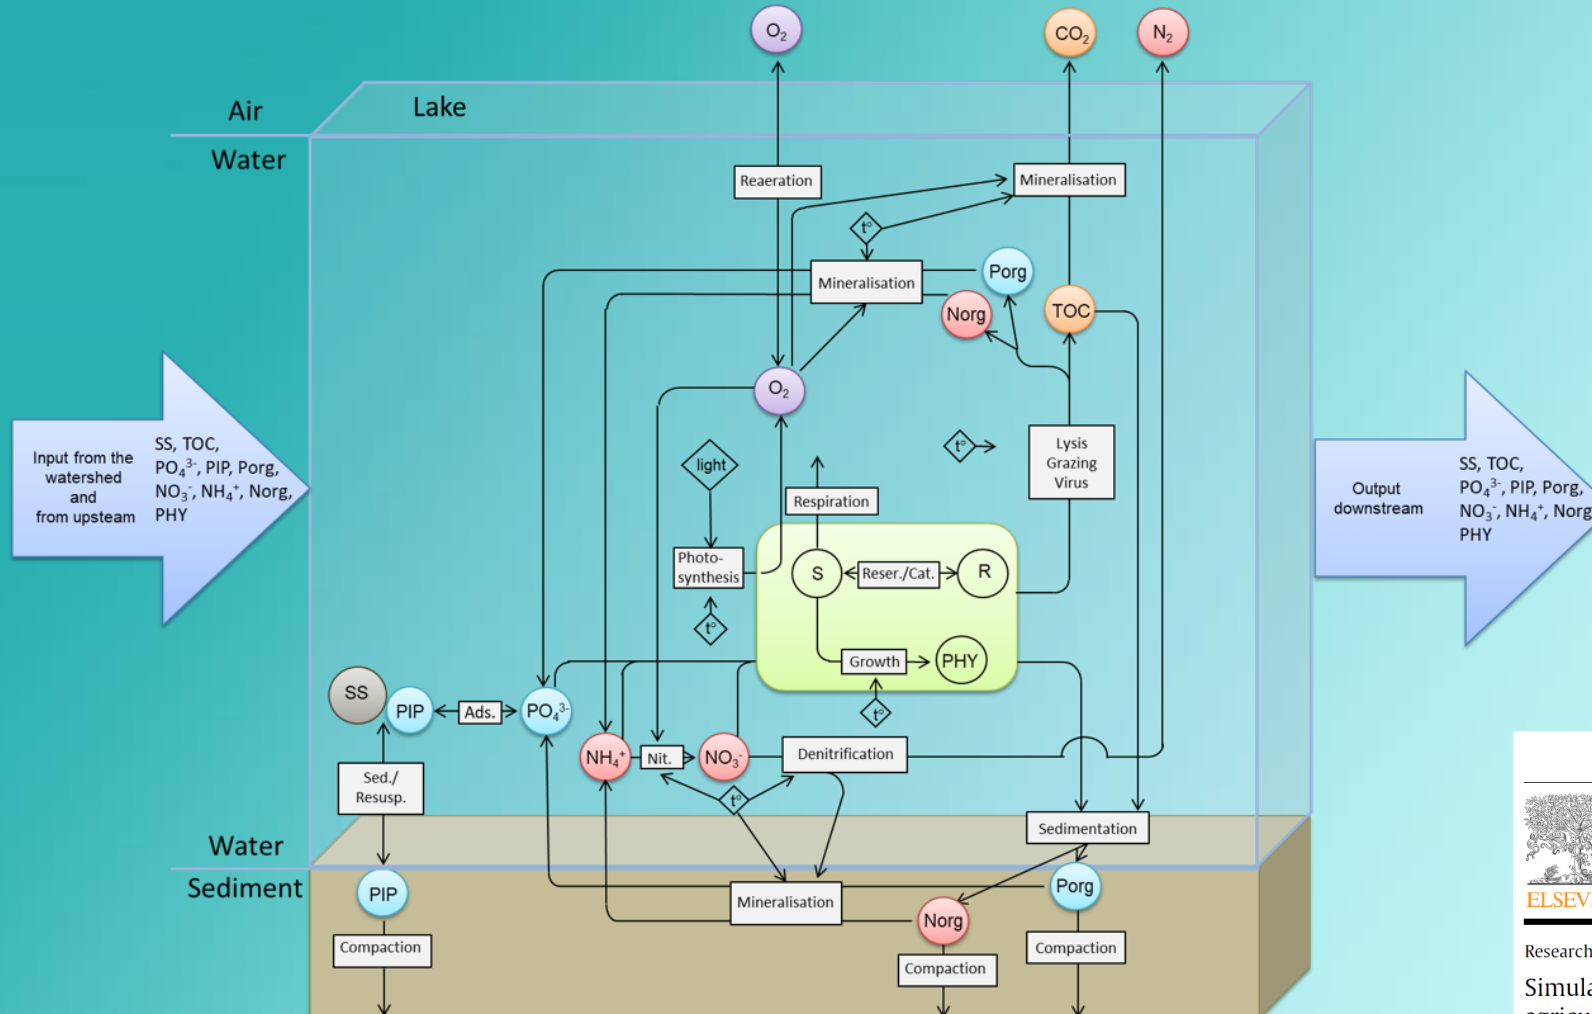 O₂
CO₂
N₂
Air
Lake
Water
Reaeration
Mineralisation
t°
Mineralisation
Porg
Norg
TOC
O₂
light
t°
Lysis
Grazing
Virus
Respiration
Photo-
synthesis
S
Reser./Cat.
R
t°
Growth
PHY
t°
Input from the
watershed
and
from upsteam
SS, TOC,
PO₄³⁻, PIP, Porg,
NO₃⁻, NH₄⁺, Norg,
PHY
Output
downstream
SS, TOC,
PO₄³⁻, PIP, Porg,
NO₃⁻, NH₄⁺, Norg
PHY
SS
PIP
Ads.
PO₄³⁻
NH₄⁺
Nit.
NO₃⁻
Denitrification
t°
Sed./
Resusp.
Sedimentation
Water
Sediment
PIP
Mineralisation
Porg
Norg
Compaction
Compaction
Compaction
ELSEV
Research
Simula